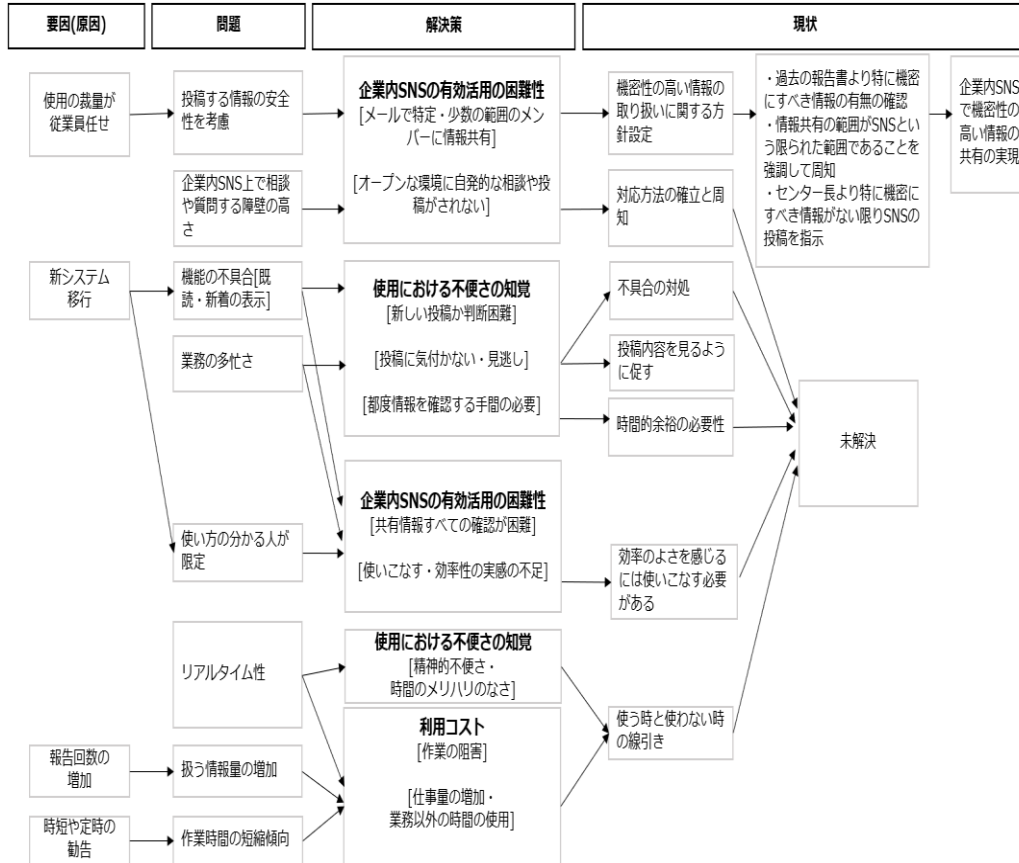 要因(原因)
問題
解決策
現状
使用の裁量が
従業員任せ
投稿する情報の安全
性を考慮
企業内SNS上で相談
や質問する障壁の高
さ
企業内SNSの有効活用の困難性
[メールで特定・少数の範囲のメン
バーに情報共有]
[オープンな環境に自発的な相談や投
稿がされない]
機密性の高い情報の
取り扱いに関する方
針設定
対応方法の確立と周
知
・過去の報告書より特に機密
にすべき情報の有無の確認
・情報共有の範囲がSNSとい
う限られた範囲であることを
強調して周知
・センター長より特に機密に
すべき情報がない限りSNSの
投稿を指示
企業内SNS
で機密性の
高い情報の
共有の実現
新システム
移行
機能の不具合[既
読・新着の表示]
業務の多忙さ
使用における不便さの知覚
[新しい投稿か判断困難]
[投稿に気付かない・見逃し]
[都度情報を確認する手間の必要]
不具合の対処
投稿内容を見るよう
に促す
時間的余裕の必要性
未解決
使い方の分かる人が
限定
企業内SNSの有効活用の困難性
[共有情報すべての確認が困難]
[使いこなす・効率性の実感の不足]
効率のよさを感じる
には使いこなす必要
がある
リアルタイム性
使用における不便さの知覚
[精神的不便さ・
時間のメリハリのなさ]
使う時と使わない時
の線引き
報告回数の
増加
扱う情報量の増加
利用コスト
[作業の阻害]
[仕事量の増加・
業務以外の時間の使用]
時短や定時の
勧告
作業時間の短縮傾向